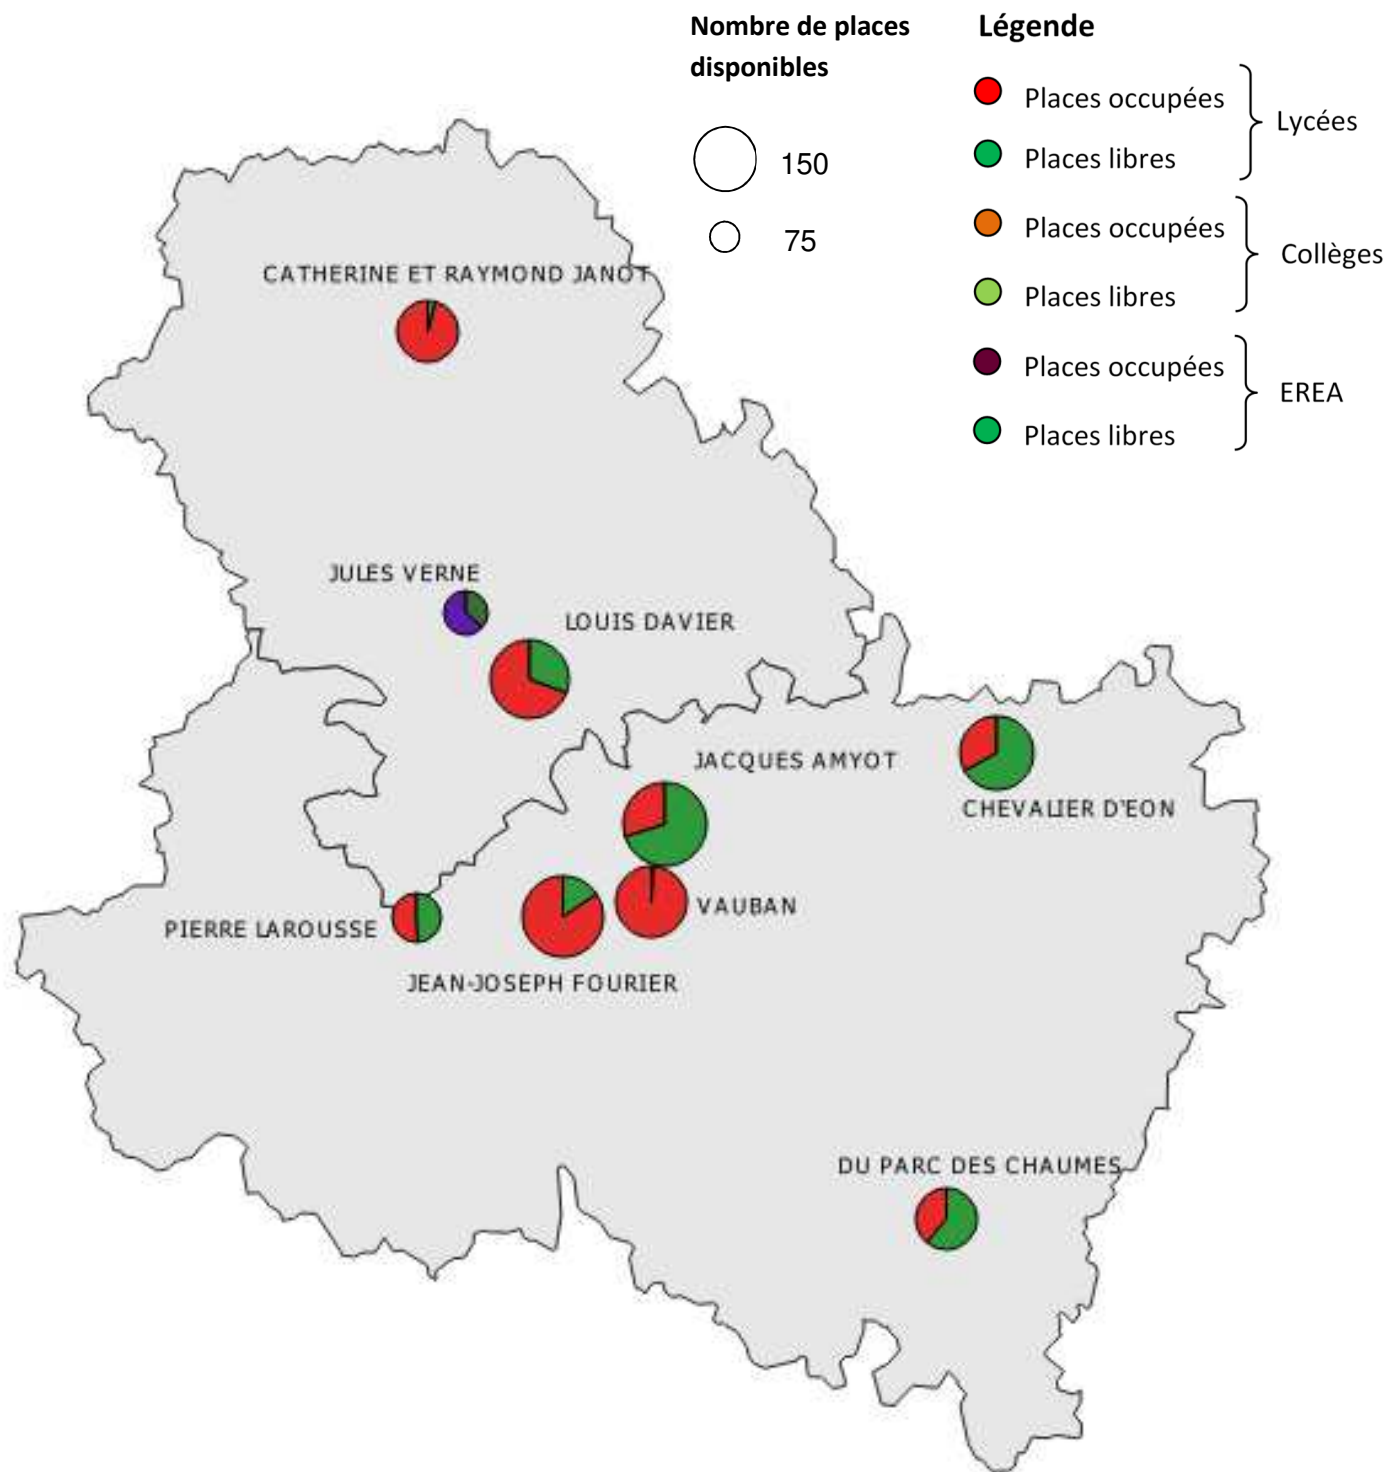 Nombre de places
disponibles
150
75
Légende
Places occupées
Places libres
Lycées
Places occupées
Places libres
Collèges
Places occupées
Places libres
EREA
CATHERINE ET RAYMOND JANOT
JULES VERNE
LOUIS DAVIER
JACQUES AMYOT
CHEVALIER D'EON
VAUBAN
PIERRE LAROUSSE
JEAN-JOSEPH FOURIER
DU PARC DES CHAUMES